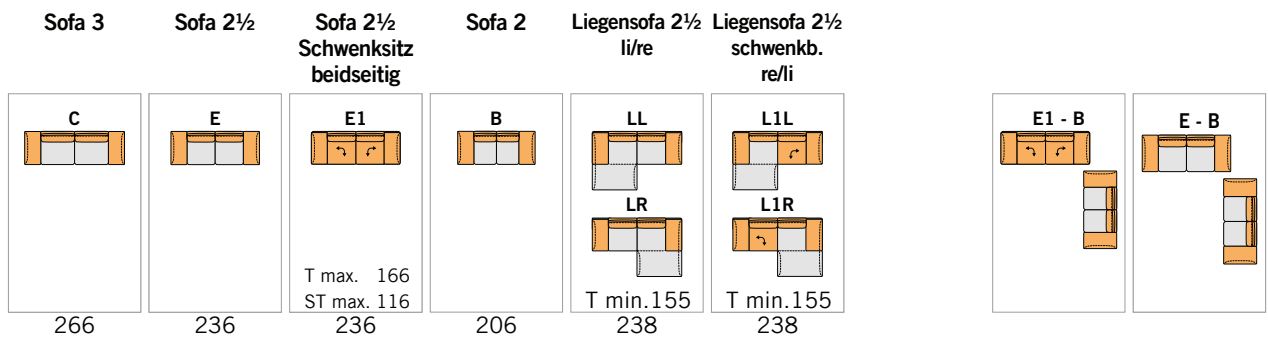 Sofa 3
Sofa 2½
Sofa 2½
Schwenksitz
beidseitig
Sofa 2
Liegensofa 2½
li/re
Liegensofa 2½
schwenkb.
re/li
C
E
E1
B
LL
L1L
E1 - B
E - B
LR
L1R
T max. 166
ST max. 116
T min.155
T min.155
266
236
236
206
238
238